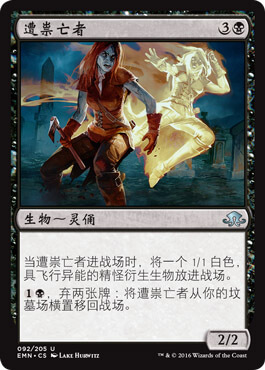 遭祟亡者 3
生物～灵俑
当遭祟亡者进战场时，将一个 1/1 白色，
具飞行异能的精怪衍生生物放进战场。
1，弃两张牌：将遭祟亡者从你的坟
墓场横置移回战场。
2/2
092/205 U
EMN • CS Lake Hurwitz
™ & © 2016 Wizards of the Coast